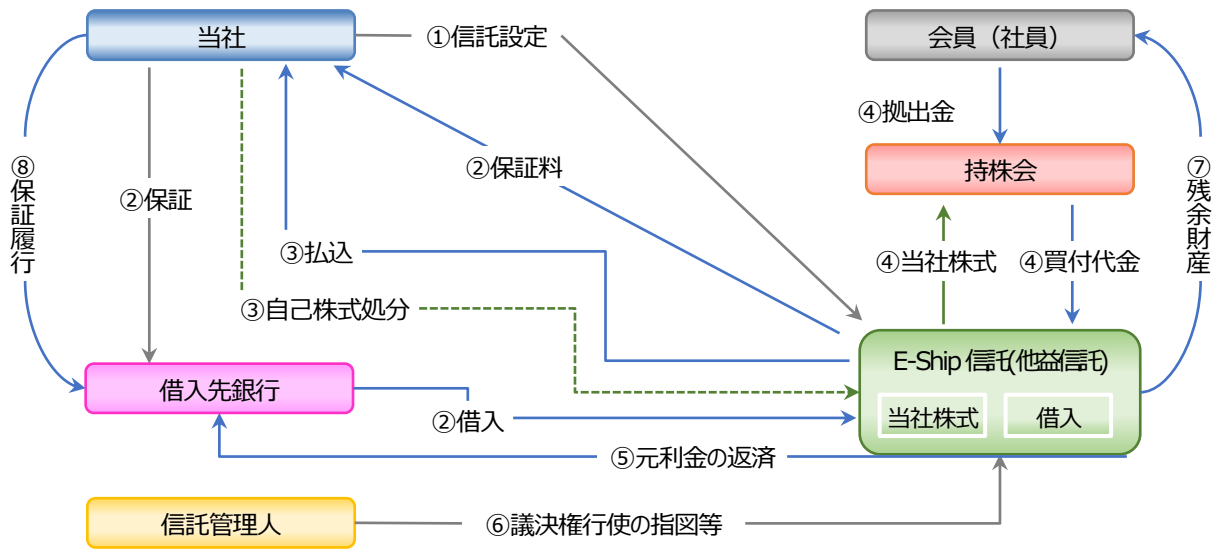 当社
①信託設定
会員（社員）
④拠出金
②保証料
持株会
⑧保証履行
②保証
⑦残余財産
③払込
④当社株式
④買付代金
③自己株式処分
E-Ship 信託(他益信託)
借入先銀行
②借入
当社株式
借入
⑤元利金の返済
信託管理人
⑥議決権行使の指図等